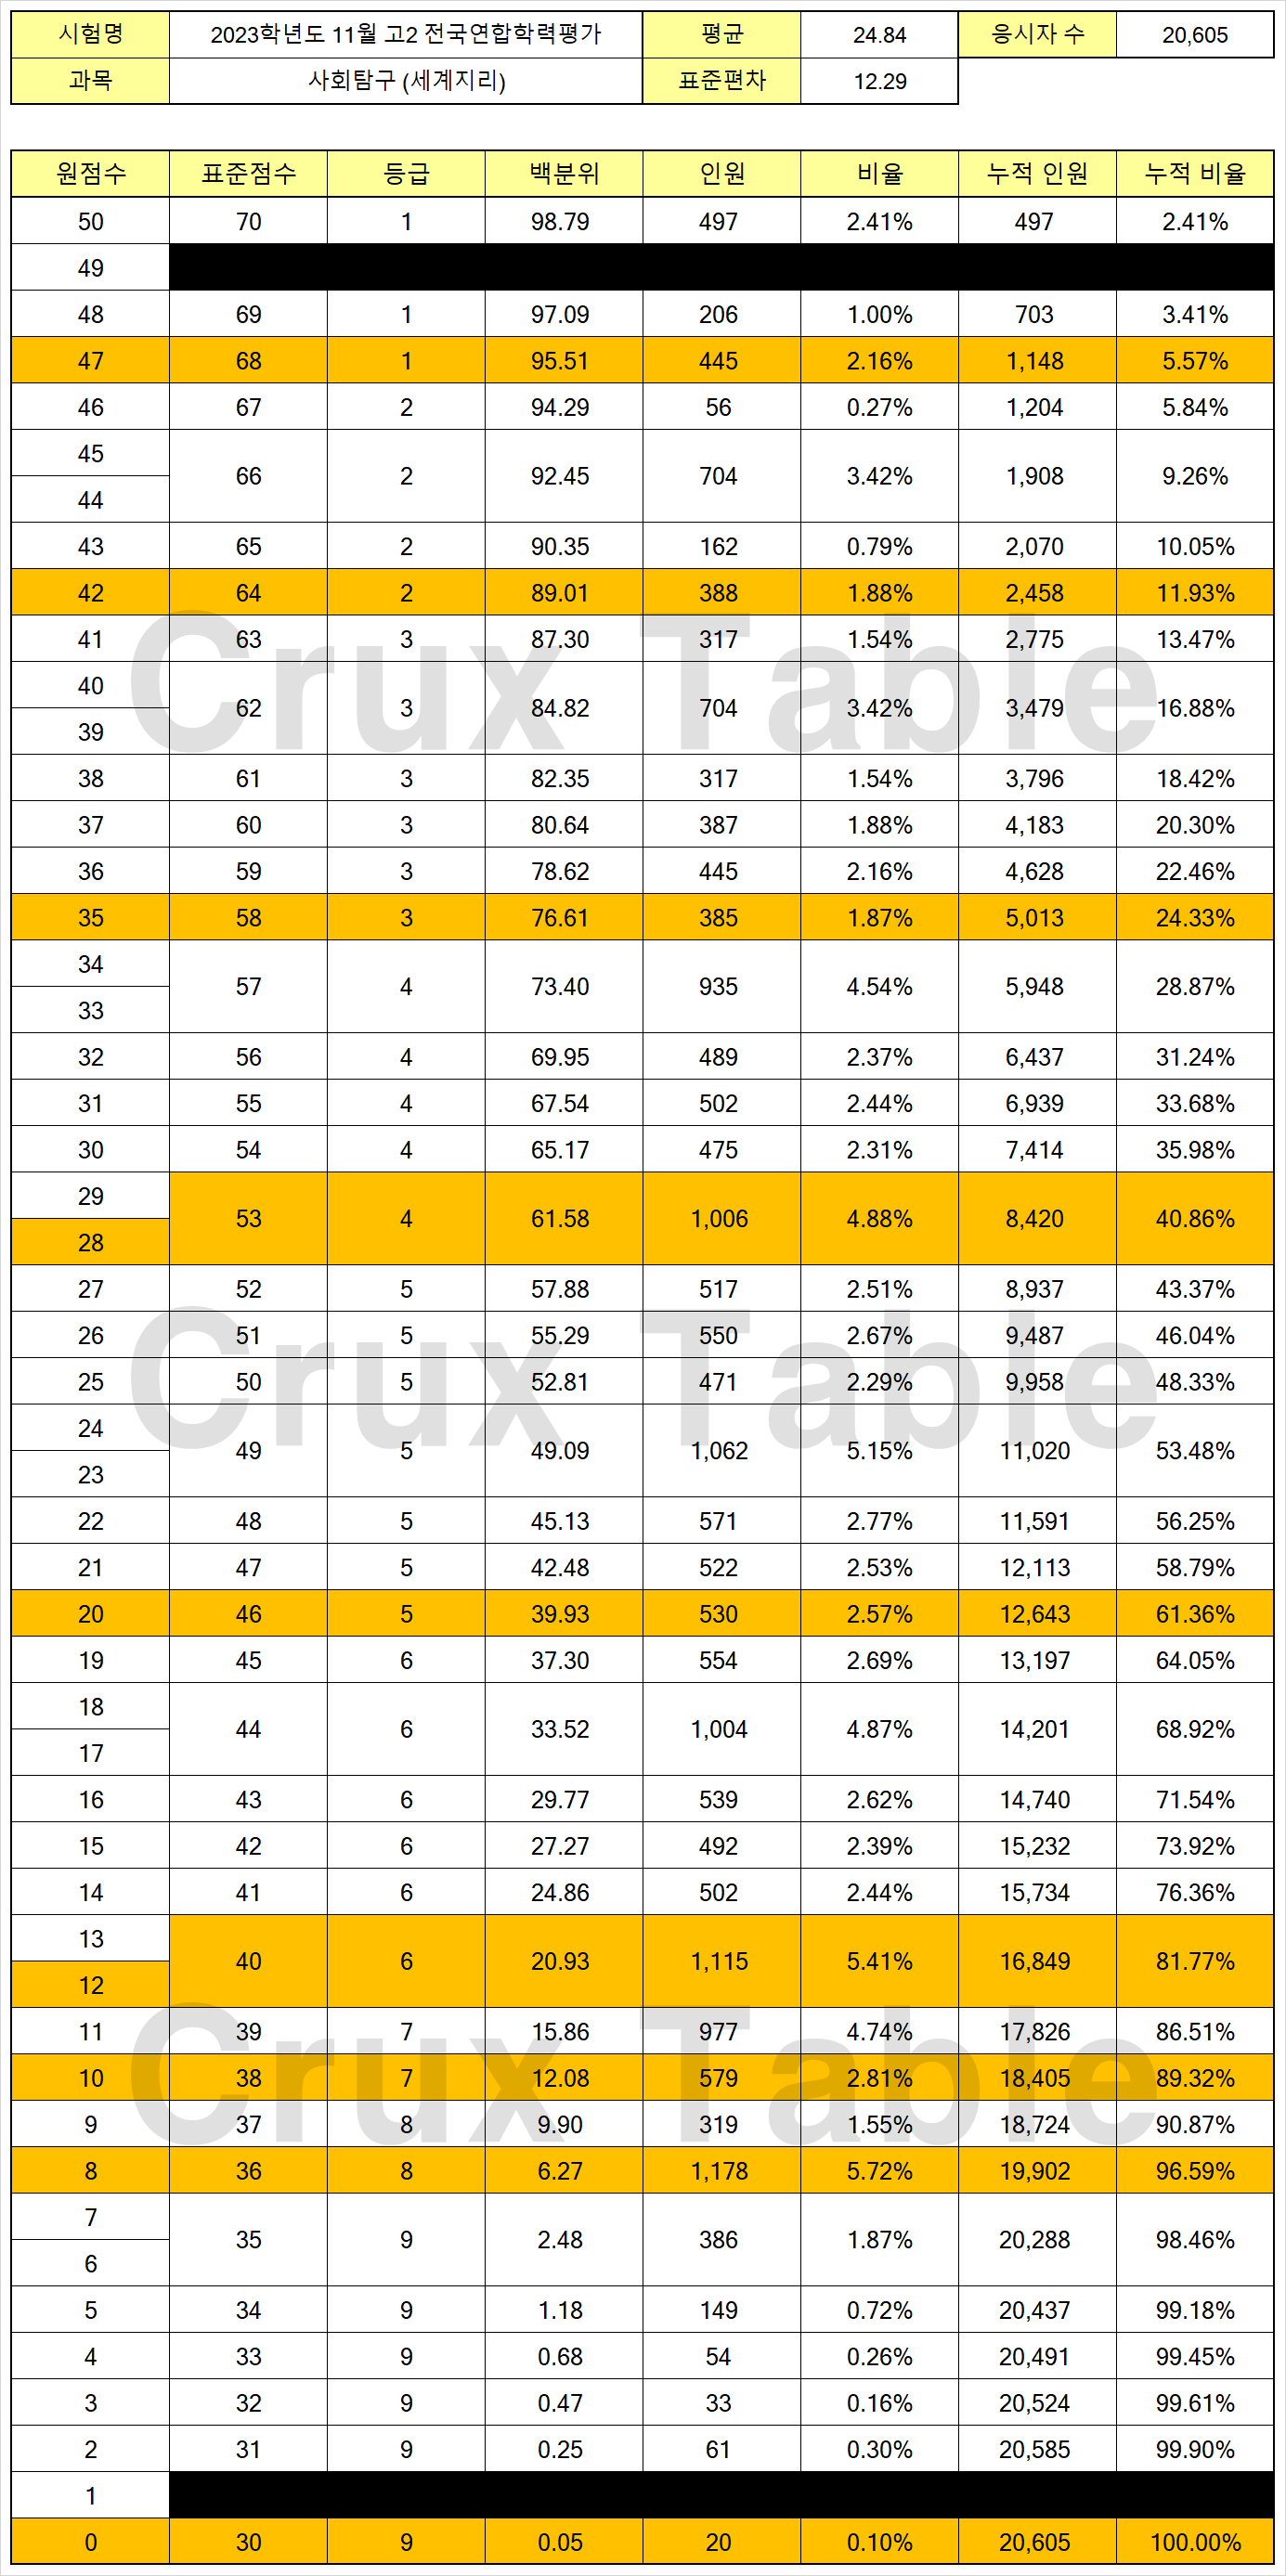 시험명 2023학년도 11월 고2 전국연합학력평가 평균 24.84 응시자 수 20,605
과목 사회탐구 (세계지리) 표준편차 12.29
원점수 표준점수 등급 백분위 인원 비율 누적 인원 누적 비율
50 70 1 98.79 497 2.41% 497 2.41%
49
48 69 1 97.09 206 1.00% 703 3.41%
47 68 1 95.51 445 2.16% 1,148 5.57%
46 67 2 94.29 56 0.27% 1,204 5.84%
45
66 2 92.45 704 3.42% 1,908 9.26%
44
43 65 2 90.35 162 0.79% 2,070 10.05%
42 64 2 89.01 388 1.88% 2,458 11.93%
41 63 3 87.30 317 1.54% 2,775 13.47%
Crux Table
40
62 3 84.82 704 3.42% 3,479 16.88%
39
38 61 3 82.35 317 1.54% 3,796 18.42%
37 60 3 80.64 387 1.88% 4,183 20.30%
36 59 3 78.62 445 2.16% 4,628 22.46%
35 58 3 76.61 385 1.87% 5,013 24.33%
34
57 4 73.40 935 4.54% 5,948 28.87%
33
32 56 4 69.95 489 2.37% 6,437 31.24%
31 55 4 67.54 502 2.44% 6,939 33.68%
30 54 4 65.17 475 2.31% 7,414 35.98%
29
53 4 61.58 1,006 4.88% 8,420 40.86%
28
27 52 5 57.88 517 2.51% 8,937 43.37%
26 51 5 55.29 550 2.67% 9,487 46.04%
Crux Table
25 50 5 52.81 471 2.29% 9,958 48.33%
24
49 5 49.09 1,062 5.15% 11,020 53.48%
23
22 48 5 45.13 571 2.77% 11,591 56.25%
21 47 5 42.48 522 2.53% 12,113 58.79%
20 46 5 39.93 530 2.57% 12,643 61.36%
19 45 6 37.30 554 2.69% 13,197 64.05%
18
44 6 33.52 1,004 4.87% 14,201 68.92%
17
16 43 6 29.77 539 2.62% 14,740 71.54%
15 42 6 27.27 492 2.39% 15,232 73.92%
14 41 6 24.86 502 2.44% 15,734 76.36%
13
40 6 20.93 1,115 5.41% 16,849 81.77%
12
11 39 7 15.86 977 4.74% 17,826 86.51%
10 38 7 12.08 579 2.81% 18,405 89.32%
Crux Table
9 37 8 9.90 319 1.55% 18,724 90.87%
8 36 8 6.27 1,178 5.72% 19,902 96.59%
7
35 9 2.48 386 1.87% 20,288 98.46%
6
5 34 9 1.18 149 0.72% 20,437 99.18%
4 33 9 0.68 54 0.26% 20,491 99.45%
3 32 9 0.47 33 0.16% 20,524 99.61%
2 31 9 0.25 61 0.30% 20,585 99.90%
1
0 30 9 0.05 20 0.10% 20,605 100.00%